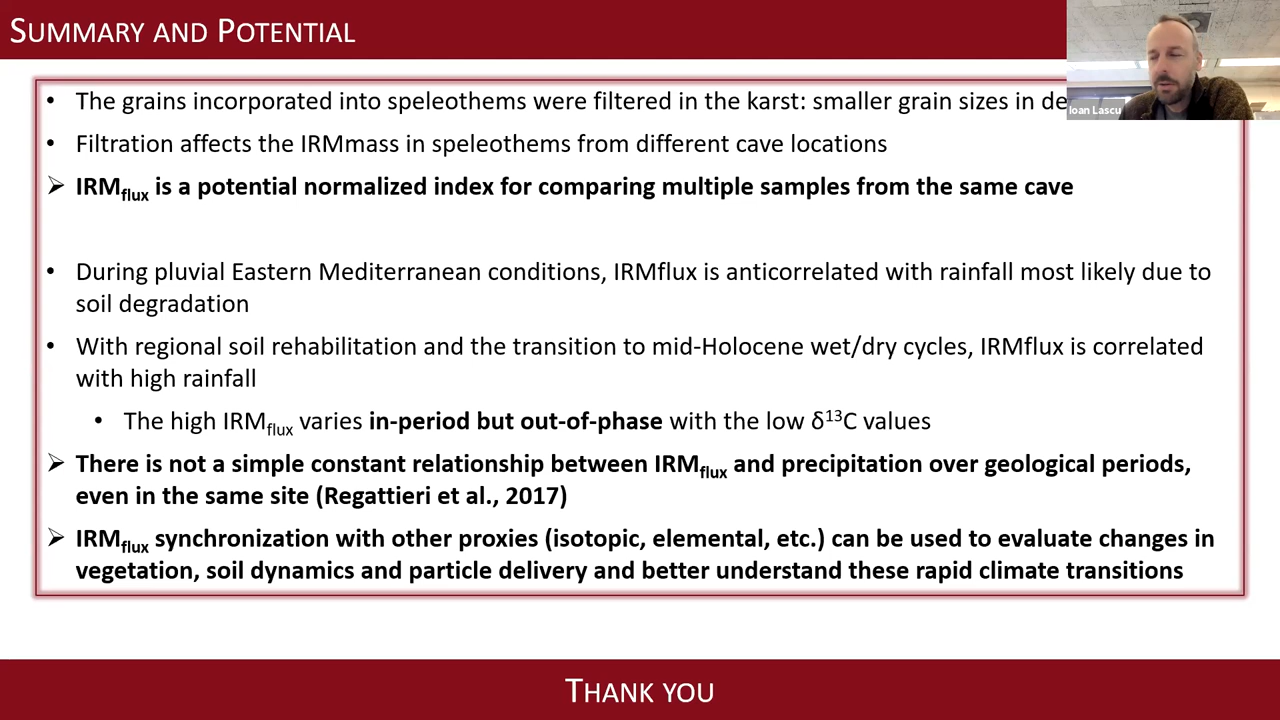 SUMMARY AND POTENTIAL
Ioan Lascu
• The grains incorporated into speleothems were filtered in the karst: smaller grain sizes in
• Filtration affects the IRMmass in speleothems from different cave locations
➢ IRMflux is a potential normalized index for comparing multiple samples from the same cave
• During pluvial Eastern Mediterranean conditions, IRMflux is anticorrelated with rainfall most likely due to
soil degradation
• With regional soil rehabilitation and the transition to mid-Holocene wet/dry cycles, IRMflux is correlated
with high rainfall
• The high IRMflux varies in-period but out-of-phase with the low δ¹³C values
➢ There is not a simple constant relationship between IRMflux and precipitation over geological periods,
even in the same site (Regattieri et al., 2017)
➢ IRMflux synchronization with other proxies (isotopic, elemental, etc.) can be used to evaluate changes in
vegetation, soil dynamics and particle delivery and better understand these rapid climate transitions
THANK YOU